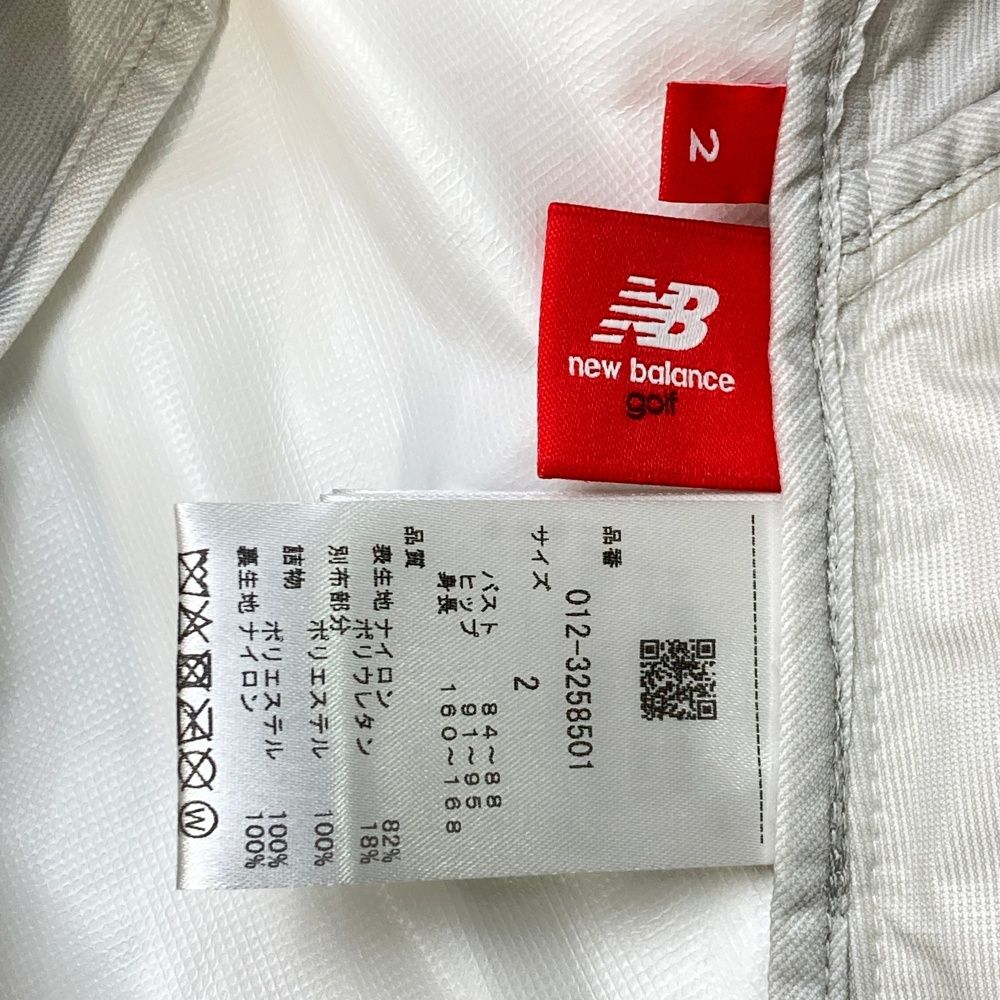 2
NB
new balance
golf
品番
012-3258501
サイズ
2
バスト 84〜88
ヒップ 91〜95
身長 160〜168
品質
表生地 ナイロン 82%
ポリウレタン 18%
別布部分
ポリエステル 100%
詰物
ポリエステル 100%
裏生地 ナイロン 100%
W